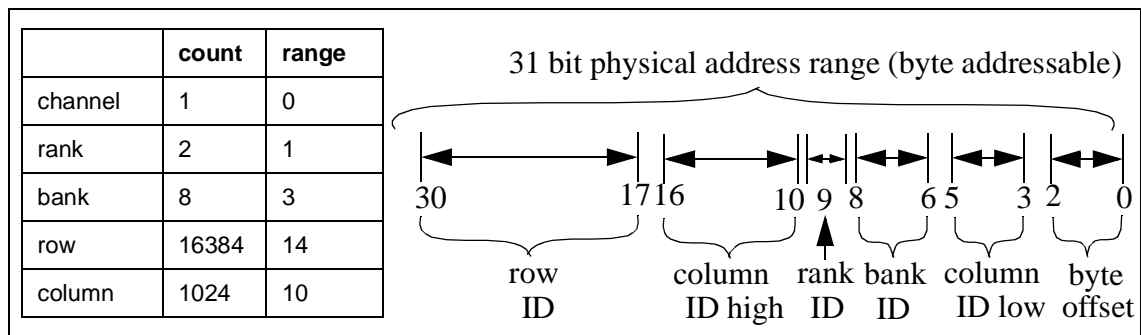 count range
channel 1 0
rank 2 1
bank 8 3
row 16384 14
column 1024 10
31 bit physical address range (byte addressable)
30 17 16 10 9 8 6 5 3 2 0
row column rank bank column byte
ID ID high ID ID ID low offset